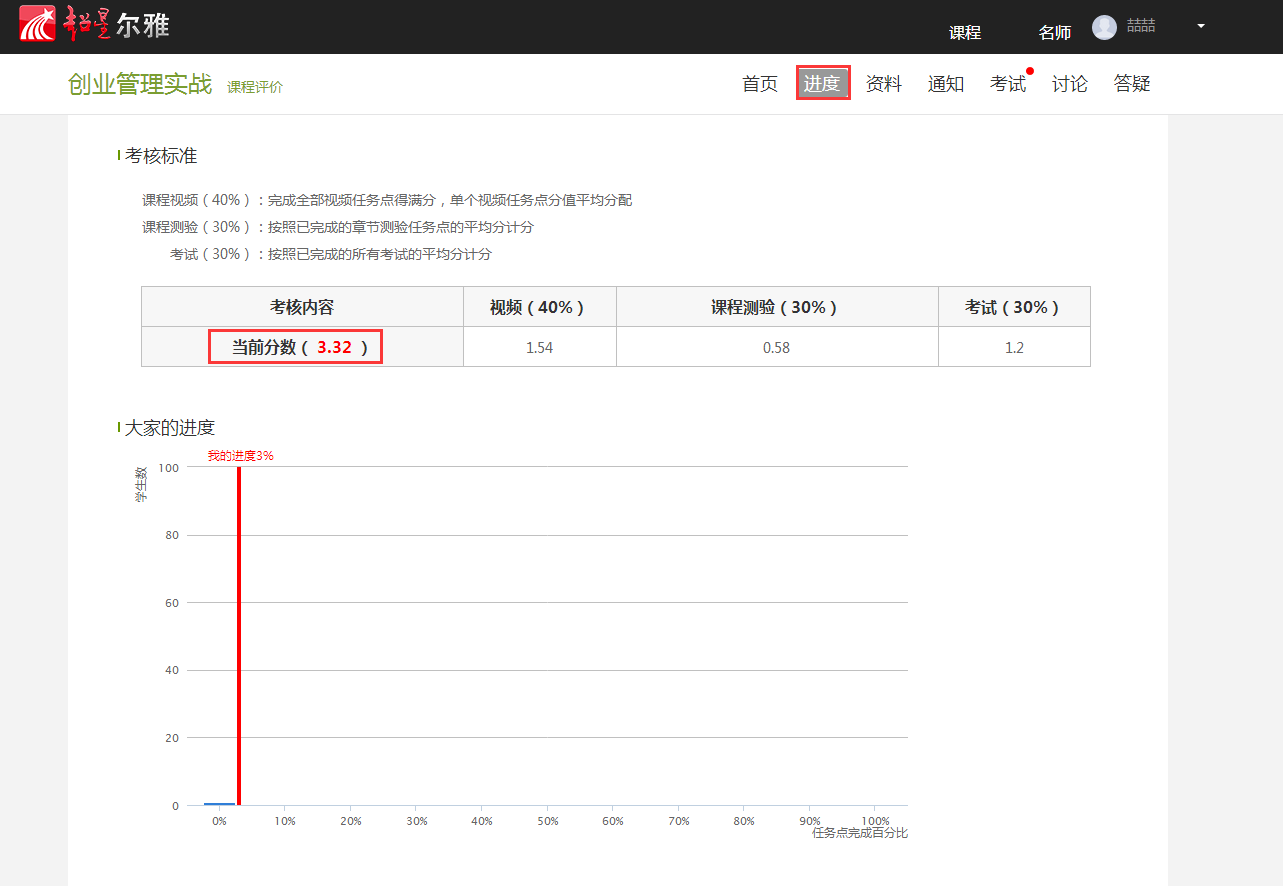 超星尔雅
课程 名师 喆喆
创业管理实战 课程评价 首页 进度 资料 通知 考试 讨论 答疑
考核标准
课程视频（40%）：完成全部视频任务点得满分，单个视频任务点分值平均分配
课程测验（30%）：按照已完成的章节测验任务点的平均分计分
考试（30%）：按照已完成的所有考试的平均分计分
考核内容 视频（40%） 课程测验（30%） 考试（30%）
当前分数（ 3.32 ） 1.54 0.58 1.2
大家的进度
我的进度3%
学生数
100
80
60
40
20
0
0% 10% 20% 30% 40% 50% 60% 70% 80% 90% 100%
任务点完成百分比